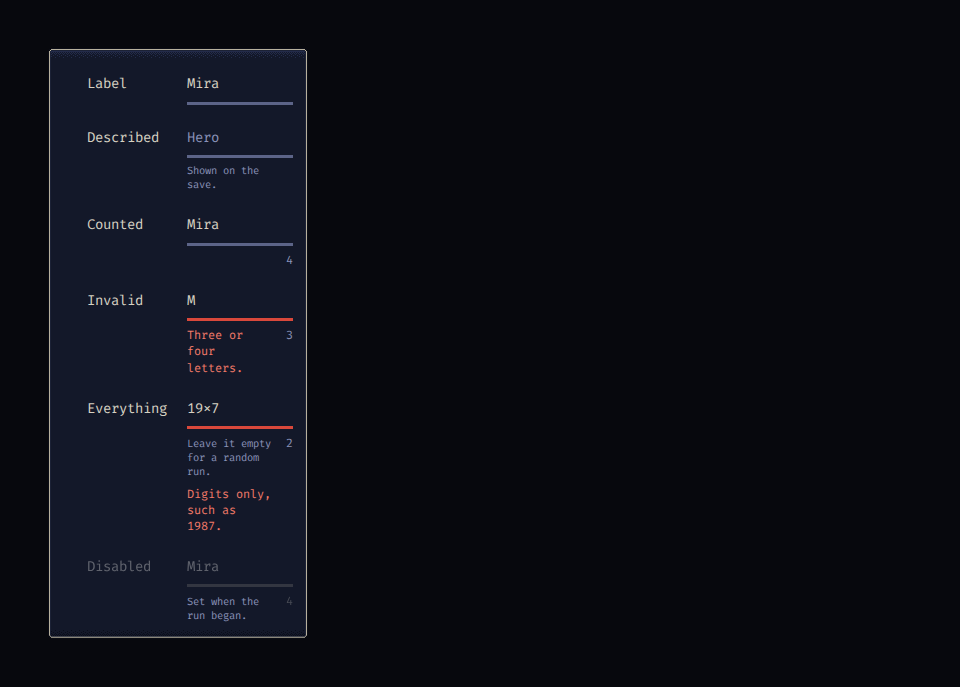 Label Mira
Described Hero
Shown on the
save.
Counted Mira
4
Invalid M
Three or 3
four
letters.
Everything 19×7
Leave it empty 2
for a random
run.
Digits only,
such as
1987.
Disabled Mira
Set when the 4
run began.